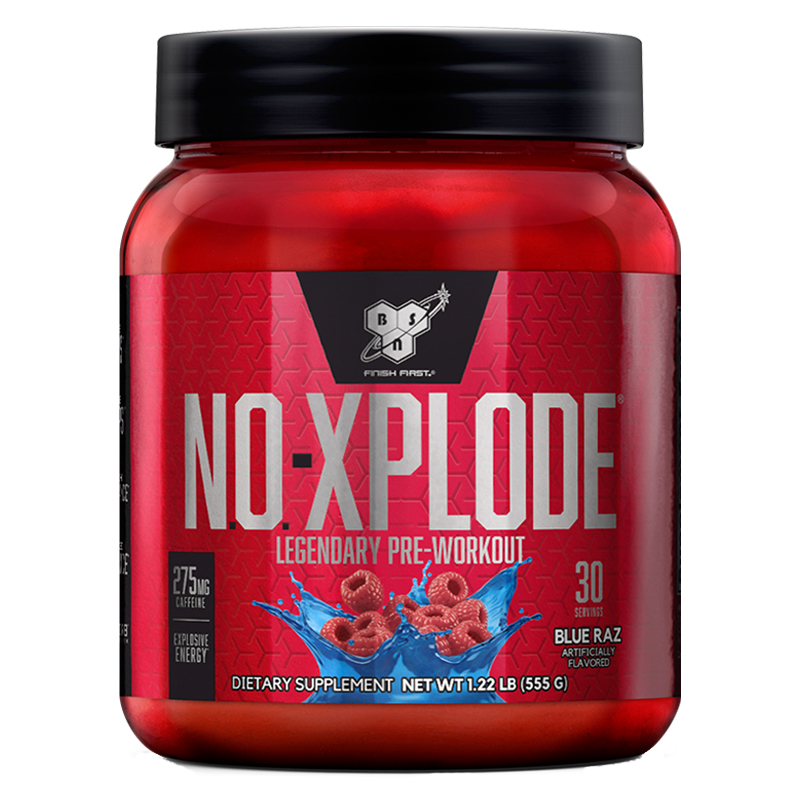 B S
n
FINISH FIRST.®
N.O.-XPLODE®
LEGENDARY PRE-WORKOUT
275MG
CAFFEINE
EXPLOSIVE
ENERGY
30
SERVINGS
BLUE RAZ
ARTIFICIALLY
FLAVORED
DIETARY SUPPLEMENT NET WT 1.22 LB (555 G)